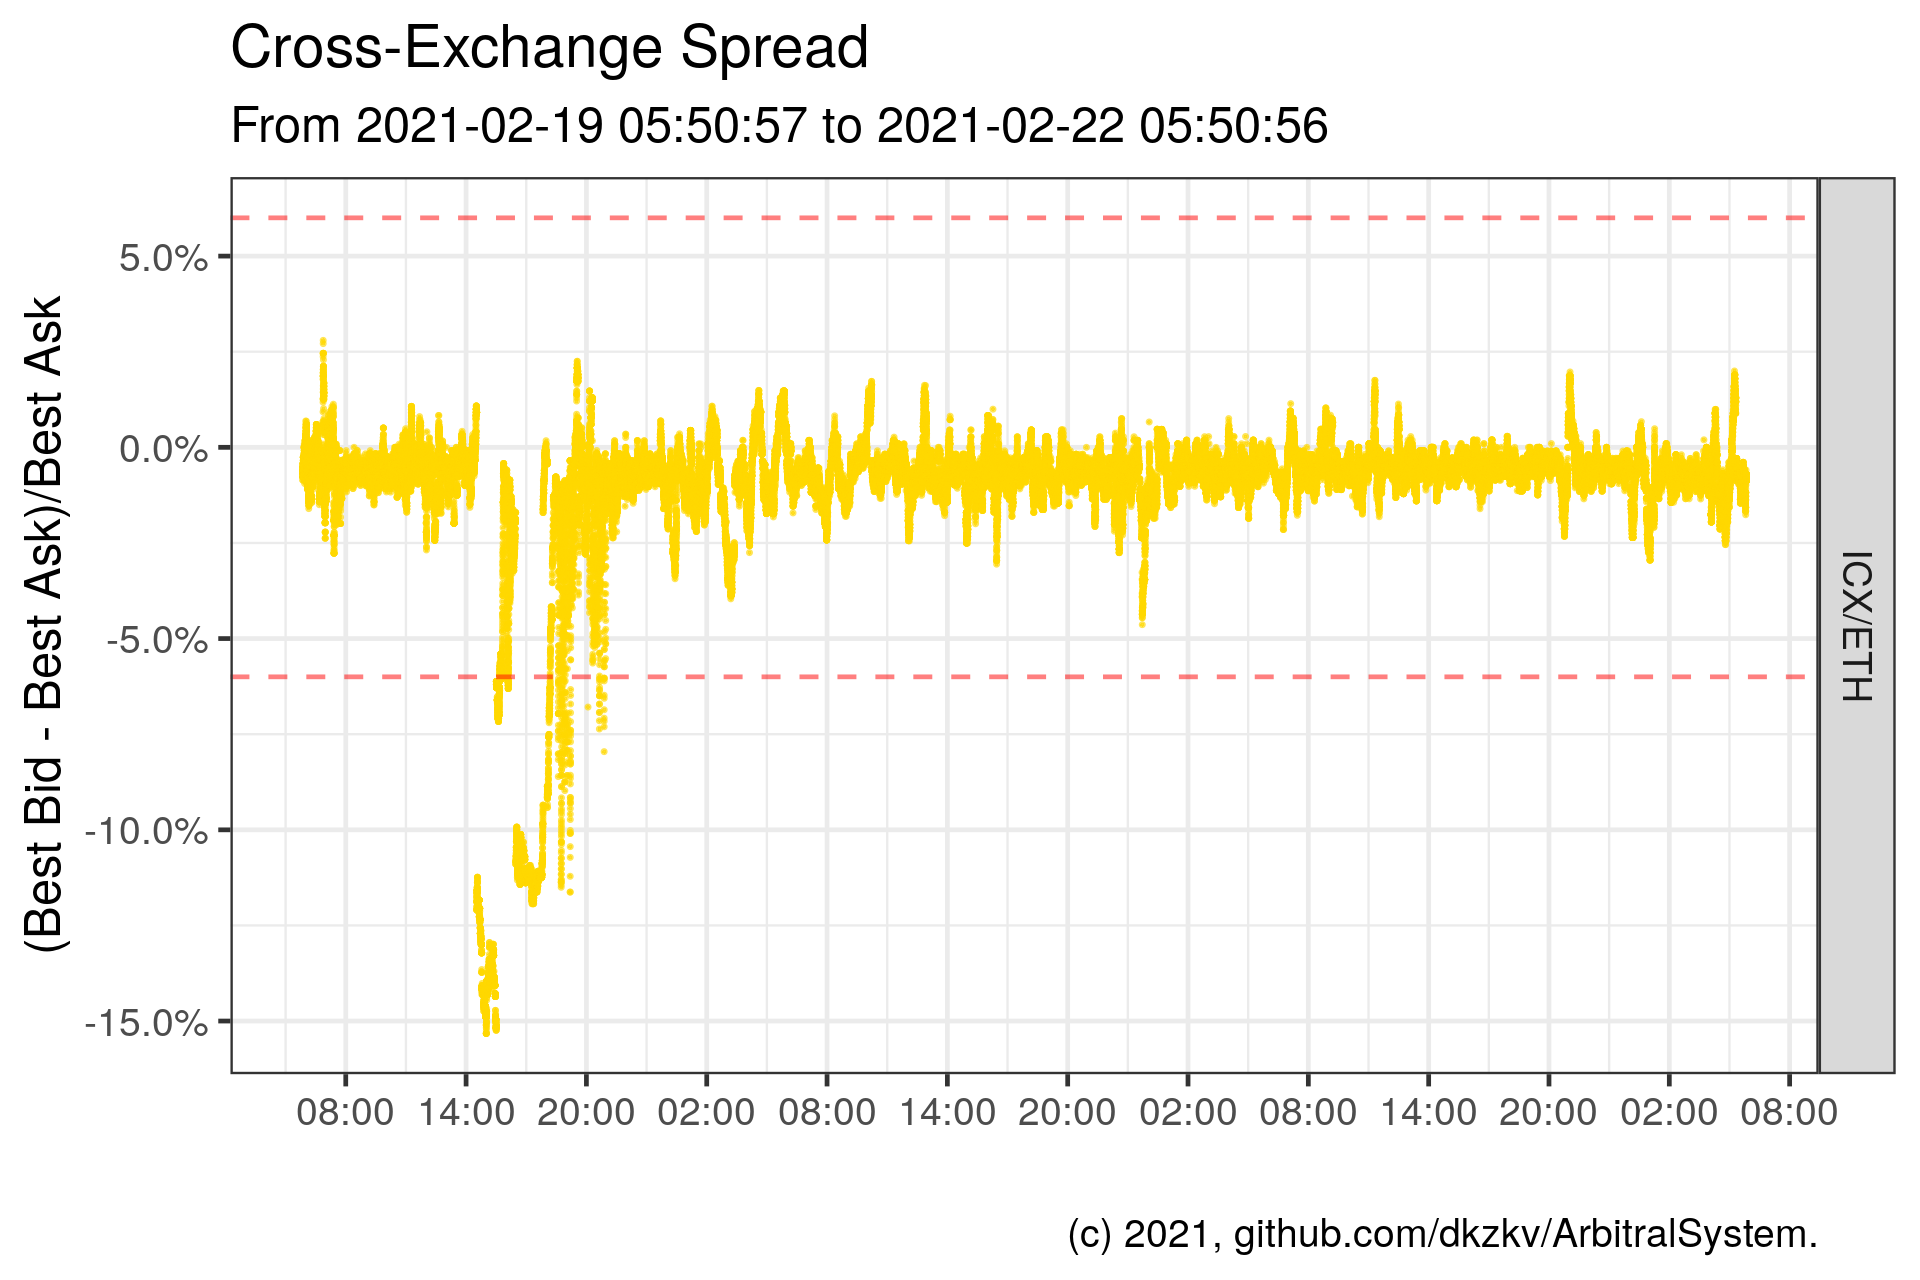 Cross-Exchange Spread
From 2021-02-19 05:50:57 to 2021-02-22 05:50:56
(Best Bid - Best Ask)/Best Ask
5.0%
0.0%
-5.0%
-10.0%
-15.0%
ICX/ETH
08:00 14:00 20:00 02:00 08:00 14:00 20:00 02:00 08:00 14:00 20:00 02:00 08:00
(c) 2021, github.com/dkzkv/ArbitralSystem.